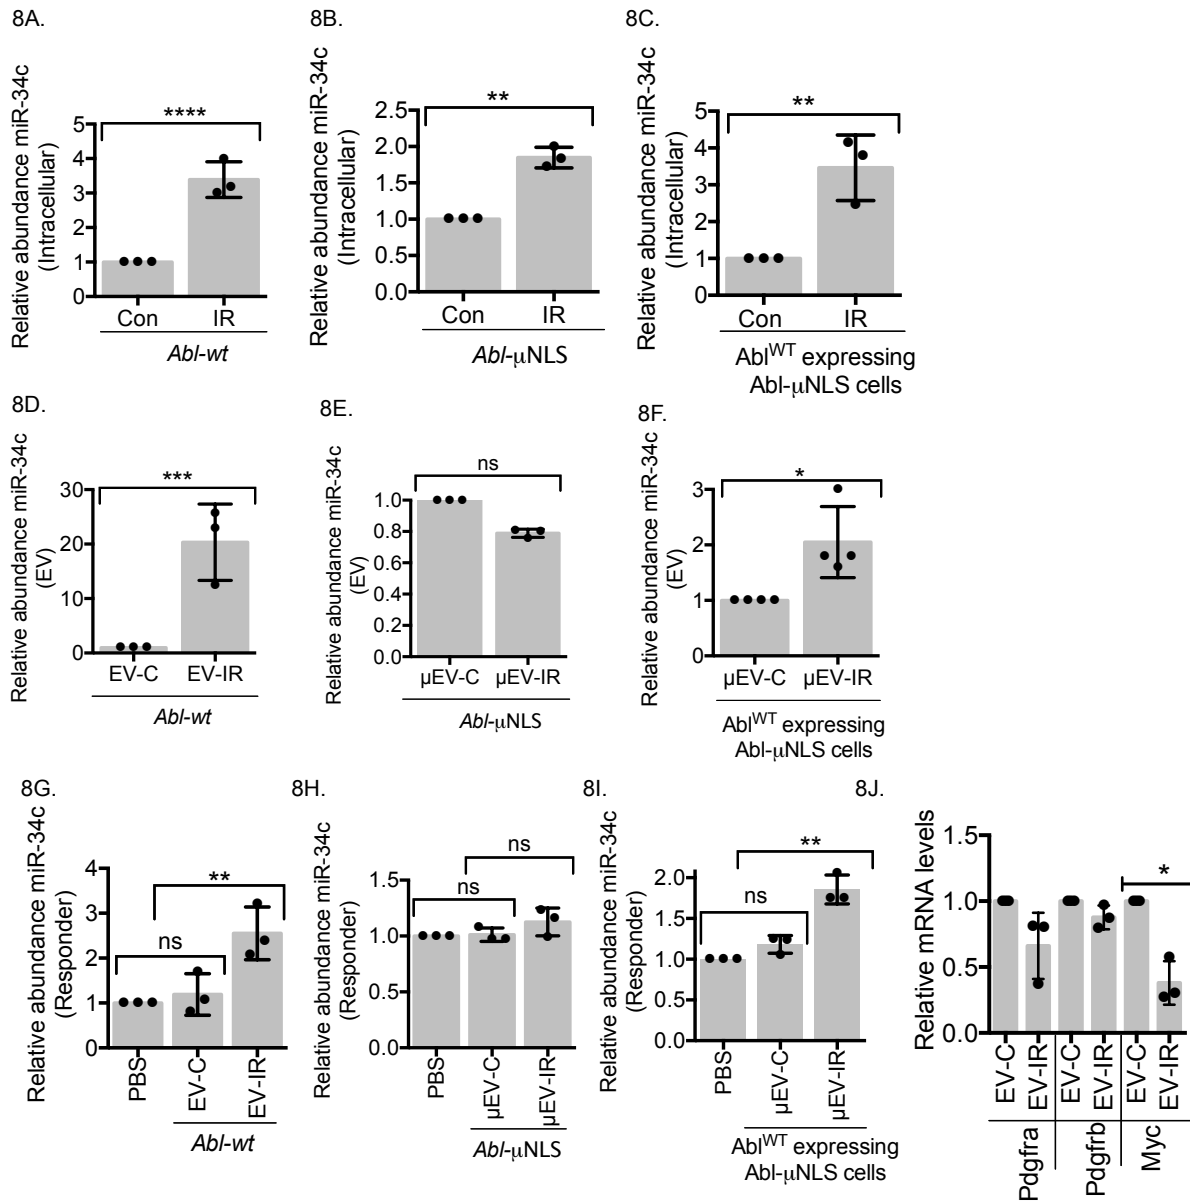 8A.
Relative abundance miR-34c
(Intracellular)
5
4
3
2
1
0
****
Con
IR
Abl-wt
8B.
Relative abundance miR-34c
(Intracellular)
2.5
2.0
1.5
1.0
0.5
0.0
**
Con
IR
Abl-μNLS
8C.
Relative abundance miR-34c
(Intracellular)
5
4
3
2
1
0
**
Con
IR
Abl^WT expressing
Abl-μNLS cells
8D.
Relative abundance miR-34c
(EV)
30
20
10
0
***
EV-C
EV-IR
Abl-wt
8E.
Relative abundance miR-34c
(EV)
1.0
0.8
0.6
0.4
0.2
0.0
ns
μEV-C
μEV-IR
Abl-μNLS
8F.
Relative abundance miR-34c
(EV)
3
2
1
0
*
μEV-C
μEV-IR
Abl^WT expressing
Abl-μNLS cells
8G.
Relative abundance miR-34c
(Responder)
4
3
2
1
0
ns
**
PBS
EV-C
EV-IR
Abl-wt
8H.
Relative abundance miR-34c
(Responder)
1.5
1.0
0.5
0.0
ns
ns
PBS
μEV-C
μEV-IR
Abl-μNLS
8I.
Relative abundance miR-34c
(Responder)
2.0
1.5
1.0
0.5
0.0
ns
**
PBS
μEV-C
μEV-IR
Abl^WT expressing
Abl-μNLS cells
8J.
Relative mRNA levels
1.5
1.0
0.5
0.0
*
EV-C
EV-IR
EV-C
EV-IR
EV-C
EV-IR
Pdgfra
Pdgfrb
Myc